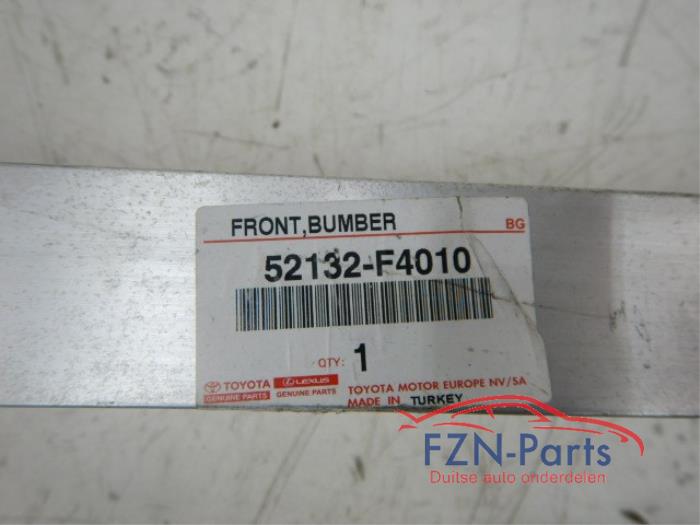 FRONT,BUMBER
BG
52132-F4010
QTY: 1
TOYOTA
GENUINE PARTS
LEXUS
GENUINE PARTS
TOYOTA MOTOR EUROPE NV/SA
MADE IN TURKEY
FZN-Parts
Duitse auto onderdelen